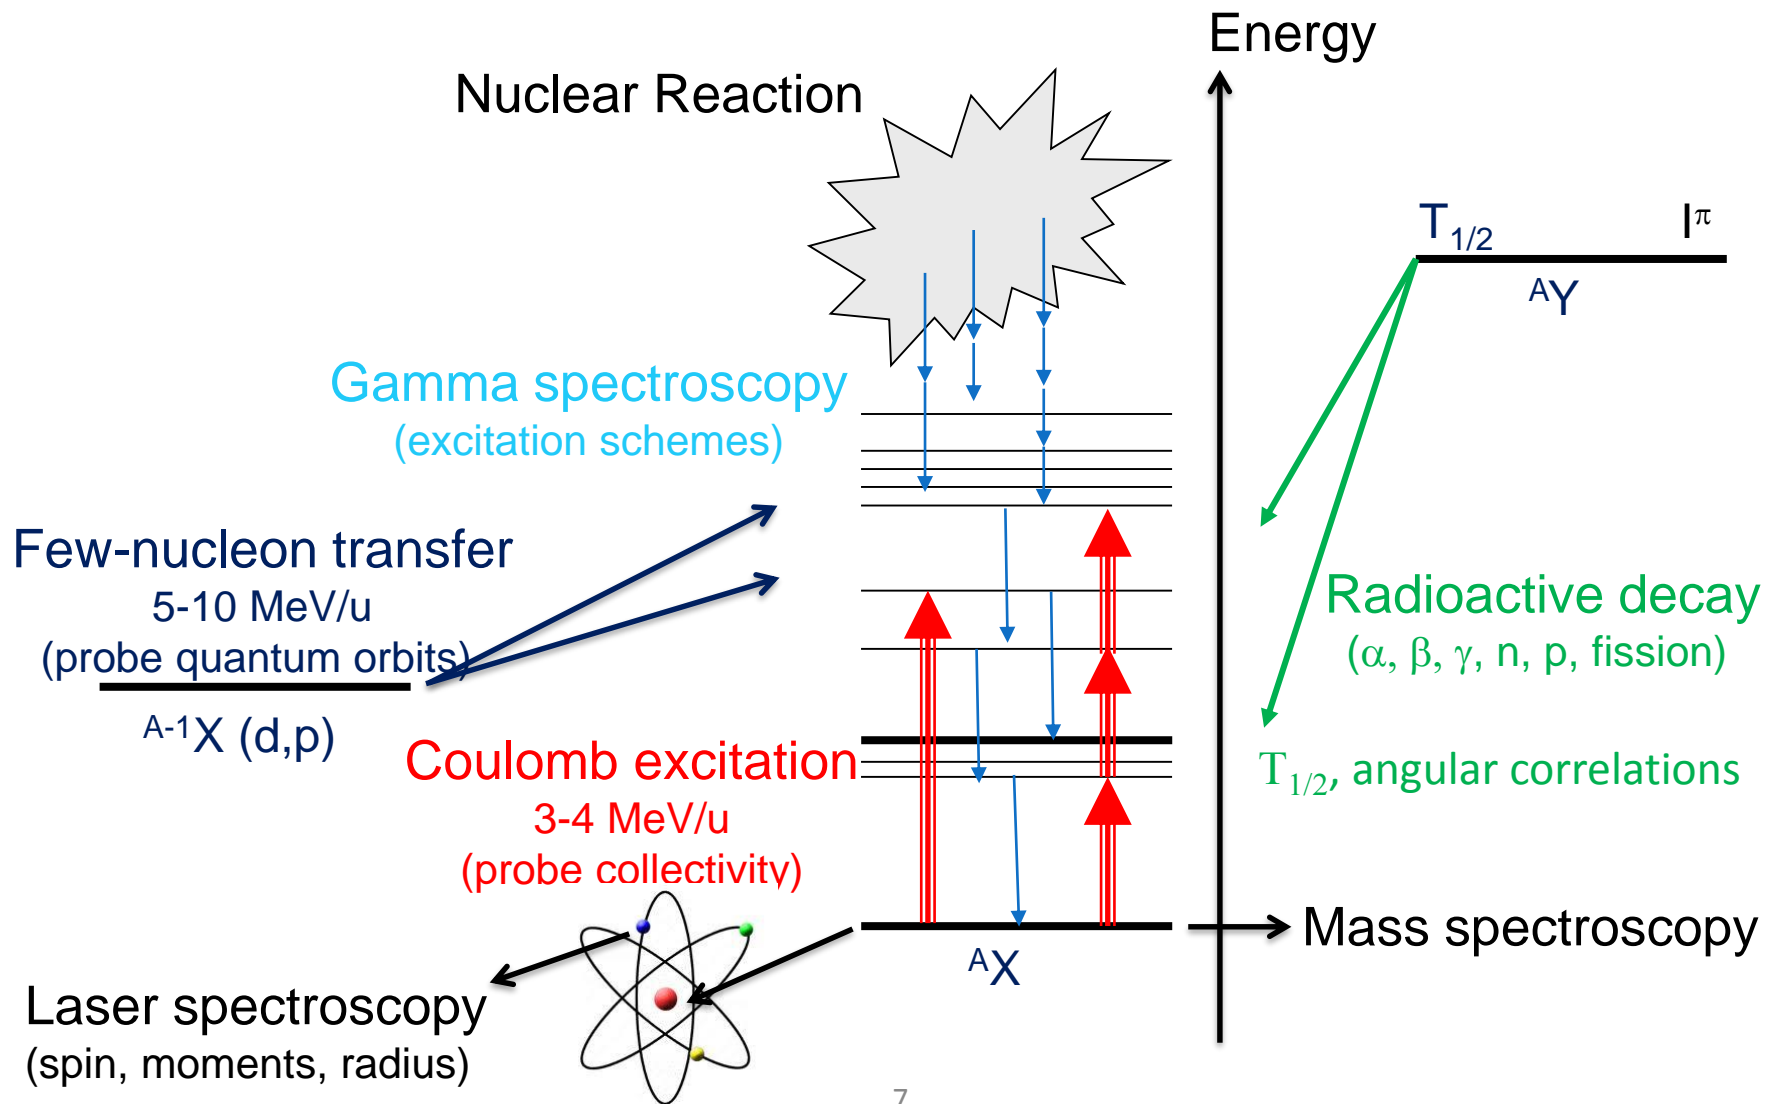 Energy
Nuclear Reaction
T1/2 Iπ
AY
Gamma spectroscopy
(excitation schemes)
Few-nucleon transfer
5-10 MeV/u
(probe quantum orbits)
A-1X (d,p)
Radioactive decay
(α, β, γ, n, p, fission)
T1/2, angular correlations
Coulomb excitation
3-4 MeV/u
(probe collectivity)
Mass spectroscopy
AX
Laser spectroscopy
(spin, moments, radius)
7